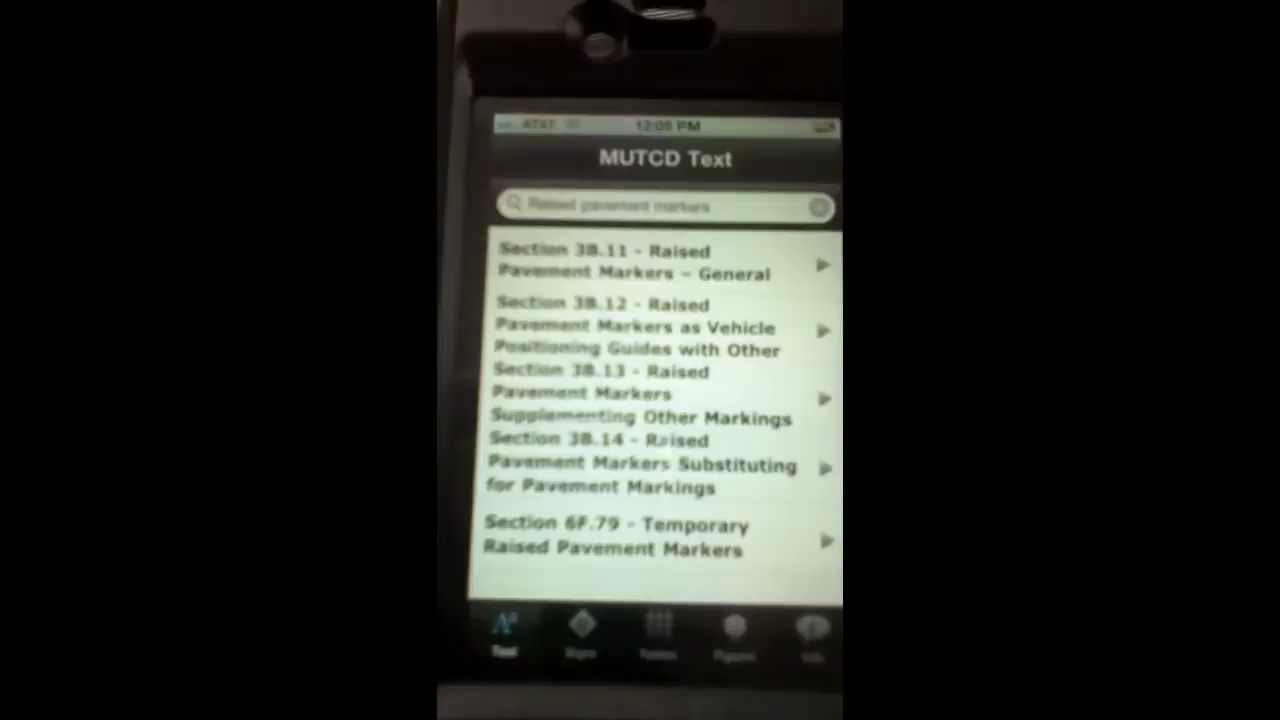 AT&T 12:05 PM
MUTCD Text
Raised pavement markers
Section 3B.11 - Raised
Pavement Markers – General
Section 3B.12 - Raised
Pavement Markers as Vehicle
Positioning Guides with Other
Section 3B.13 - Raised
Pavement Markers
Supplementing Other Markings
Section 3B.14 - Raised
Pavement Markers Substituting
for Pavement Markings
Section 6F.79 - Temporary
Raised Pavement Markers
Text Signs Tables Figures Info